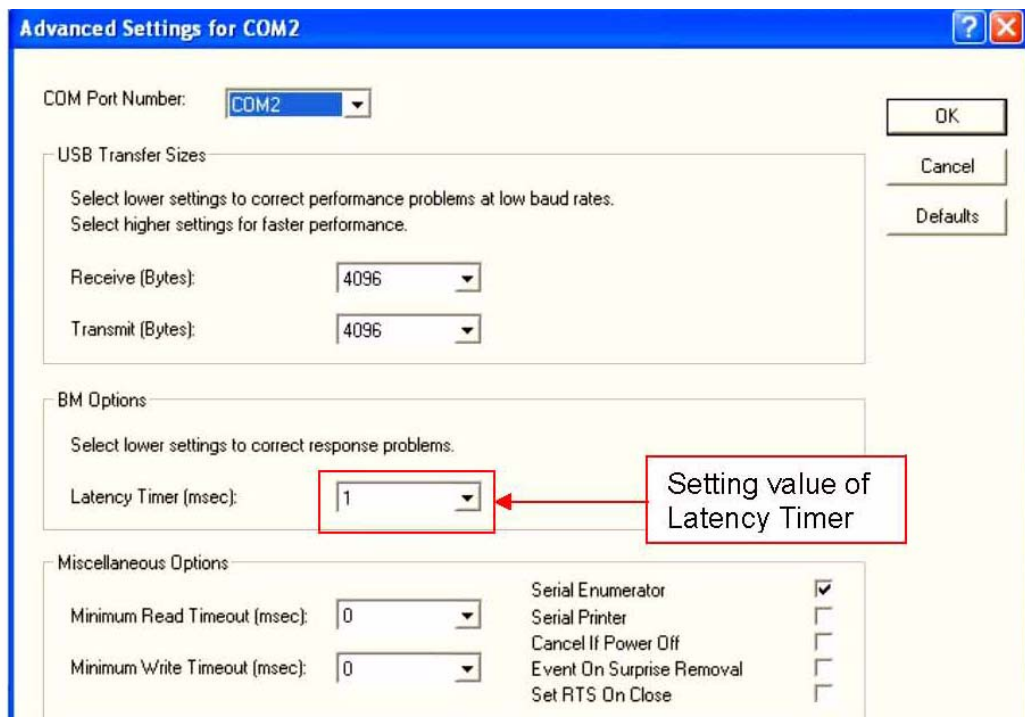 Advanced Settings for COM2
COM Port Number: COM2
OK
Cancel
Defaults
USB Transfer Sizes
Select lower settings to correct performance problems at low baud rates.
Select higher settings for faster performance.
Receive (Bytes): 4096
Transmit (Bytes): 4096
BM Options
Select lower settings to correct response problems.
Latency Timer (msec): 1
Setting value of
Latency Timer
Miscellaneous Options
Minimum Read Timeout (msec): 0
Minimum Write Timeout (msec): 0
Serial Enumerator
Serial Printer
Cancel If Power Off
Event On Surprise Removal
Set RTS On Close